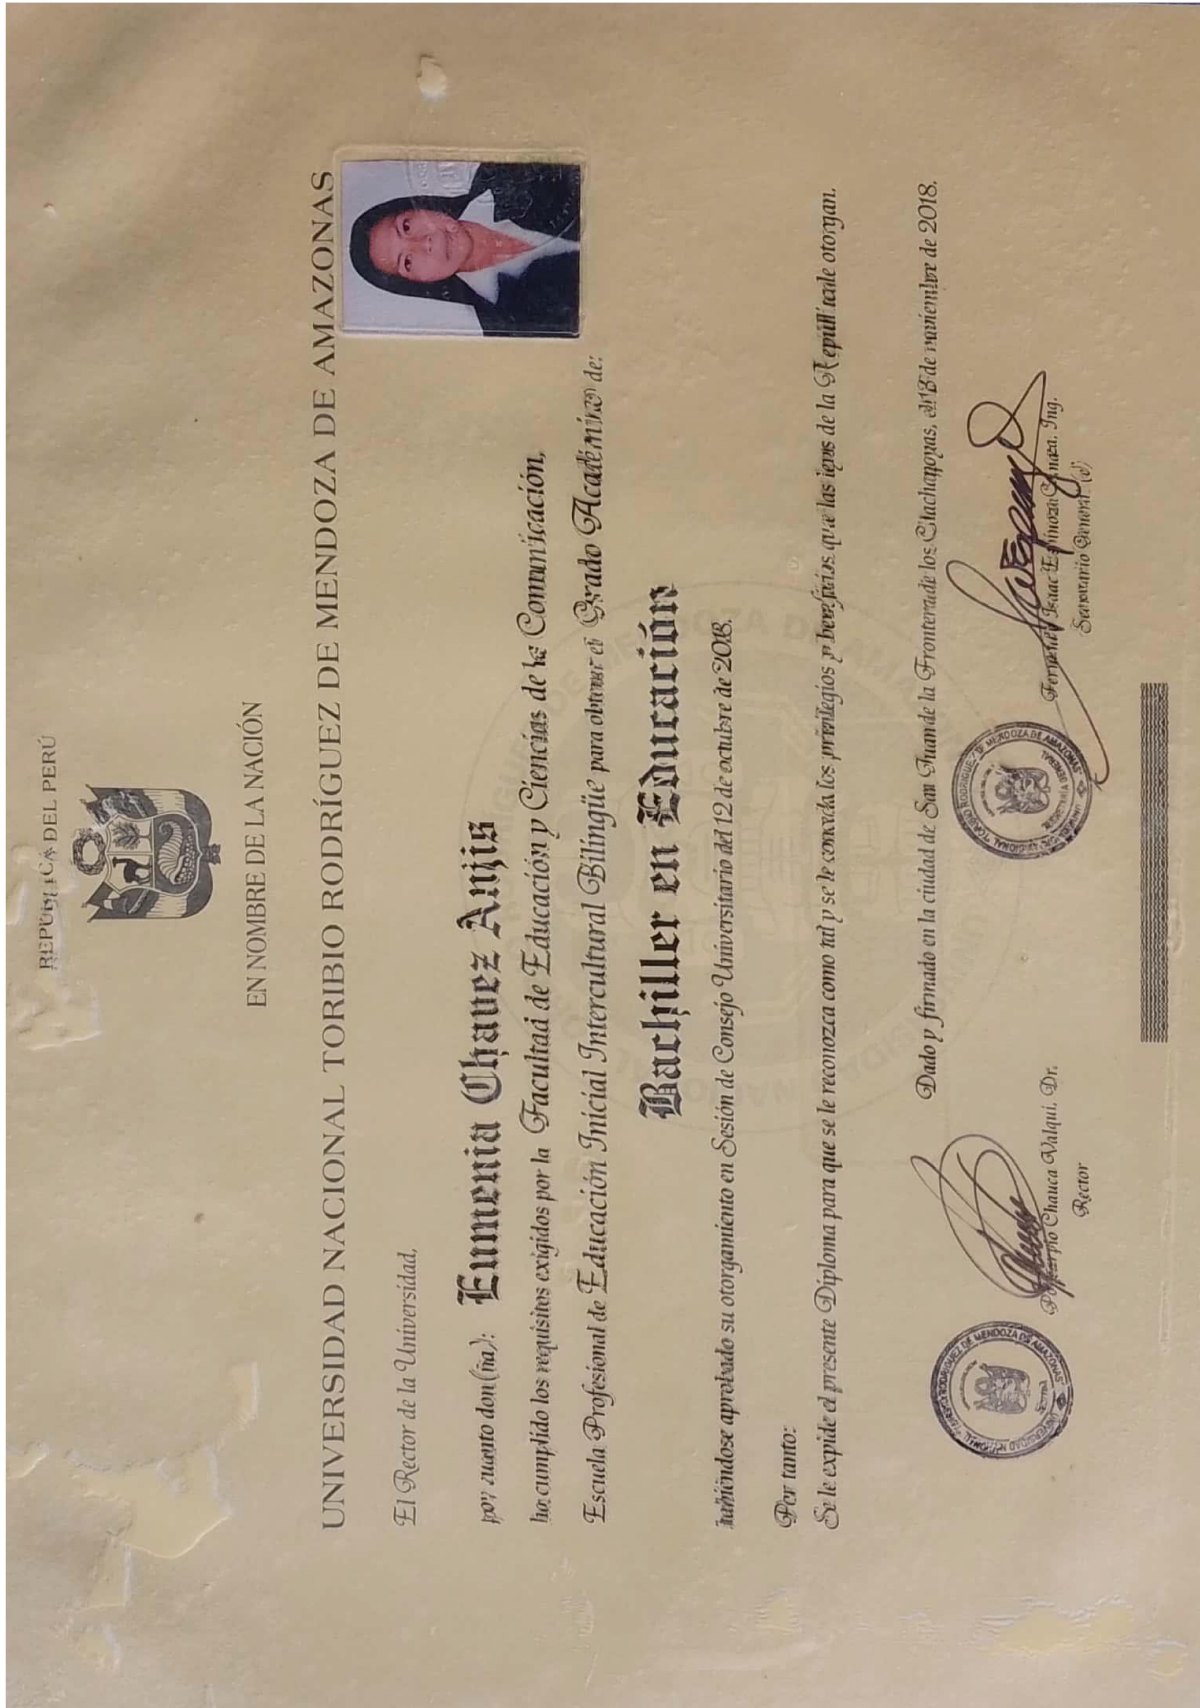 REPÚBLICA DEL PERÚ
EN NOMBRE DE LA NACIÓN
UNIVERSIDAD NACIONAL TORIBIO RODRÍGUEZ DE MENDOZA DE AMAZONAS
El Rector de la Universidad,
por cuanto don(ña): Eumenia Chavez Anjis
ha cumplido los requisitos exigidos por la Facultad de Educación y Ciencias de la Comunicación,
Escuela Profesional de Educación Inicial Intercultural Bilingüe para obtener el Grado Académico de:
Bachiller en Educación
habiéndose aprobado su otorgamiento en Sesión de Consejo Universitario del 12 de octubre de 2018.
Por tanto:
Se le expide el presente Diploma para que se le reconozca como tal y se le conceda los privilegios y beneficios que las leyes de la República le otorgan.
Dado y firmado en la ciudad de San Juan de la Frontera de los Chachapoyas, el de noviembre de 2018.
Policarpio Chauca Valqui, Dr.
Rector
Isaac Espinoza Ing.
Secretario General (e)